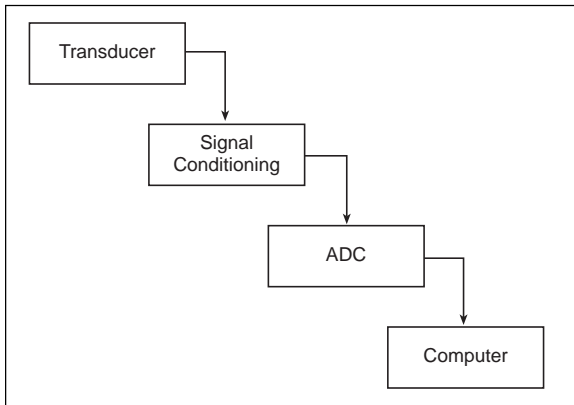 Transducer
Signal
Conditioning
ADC
Computer